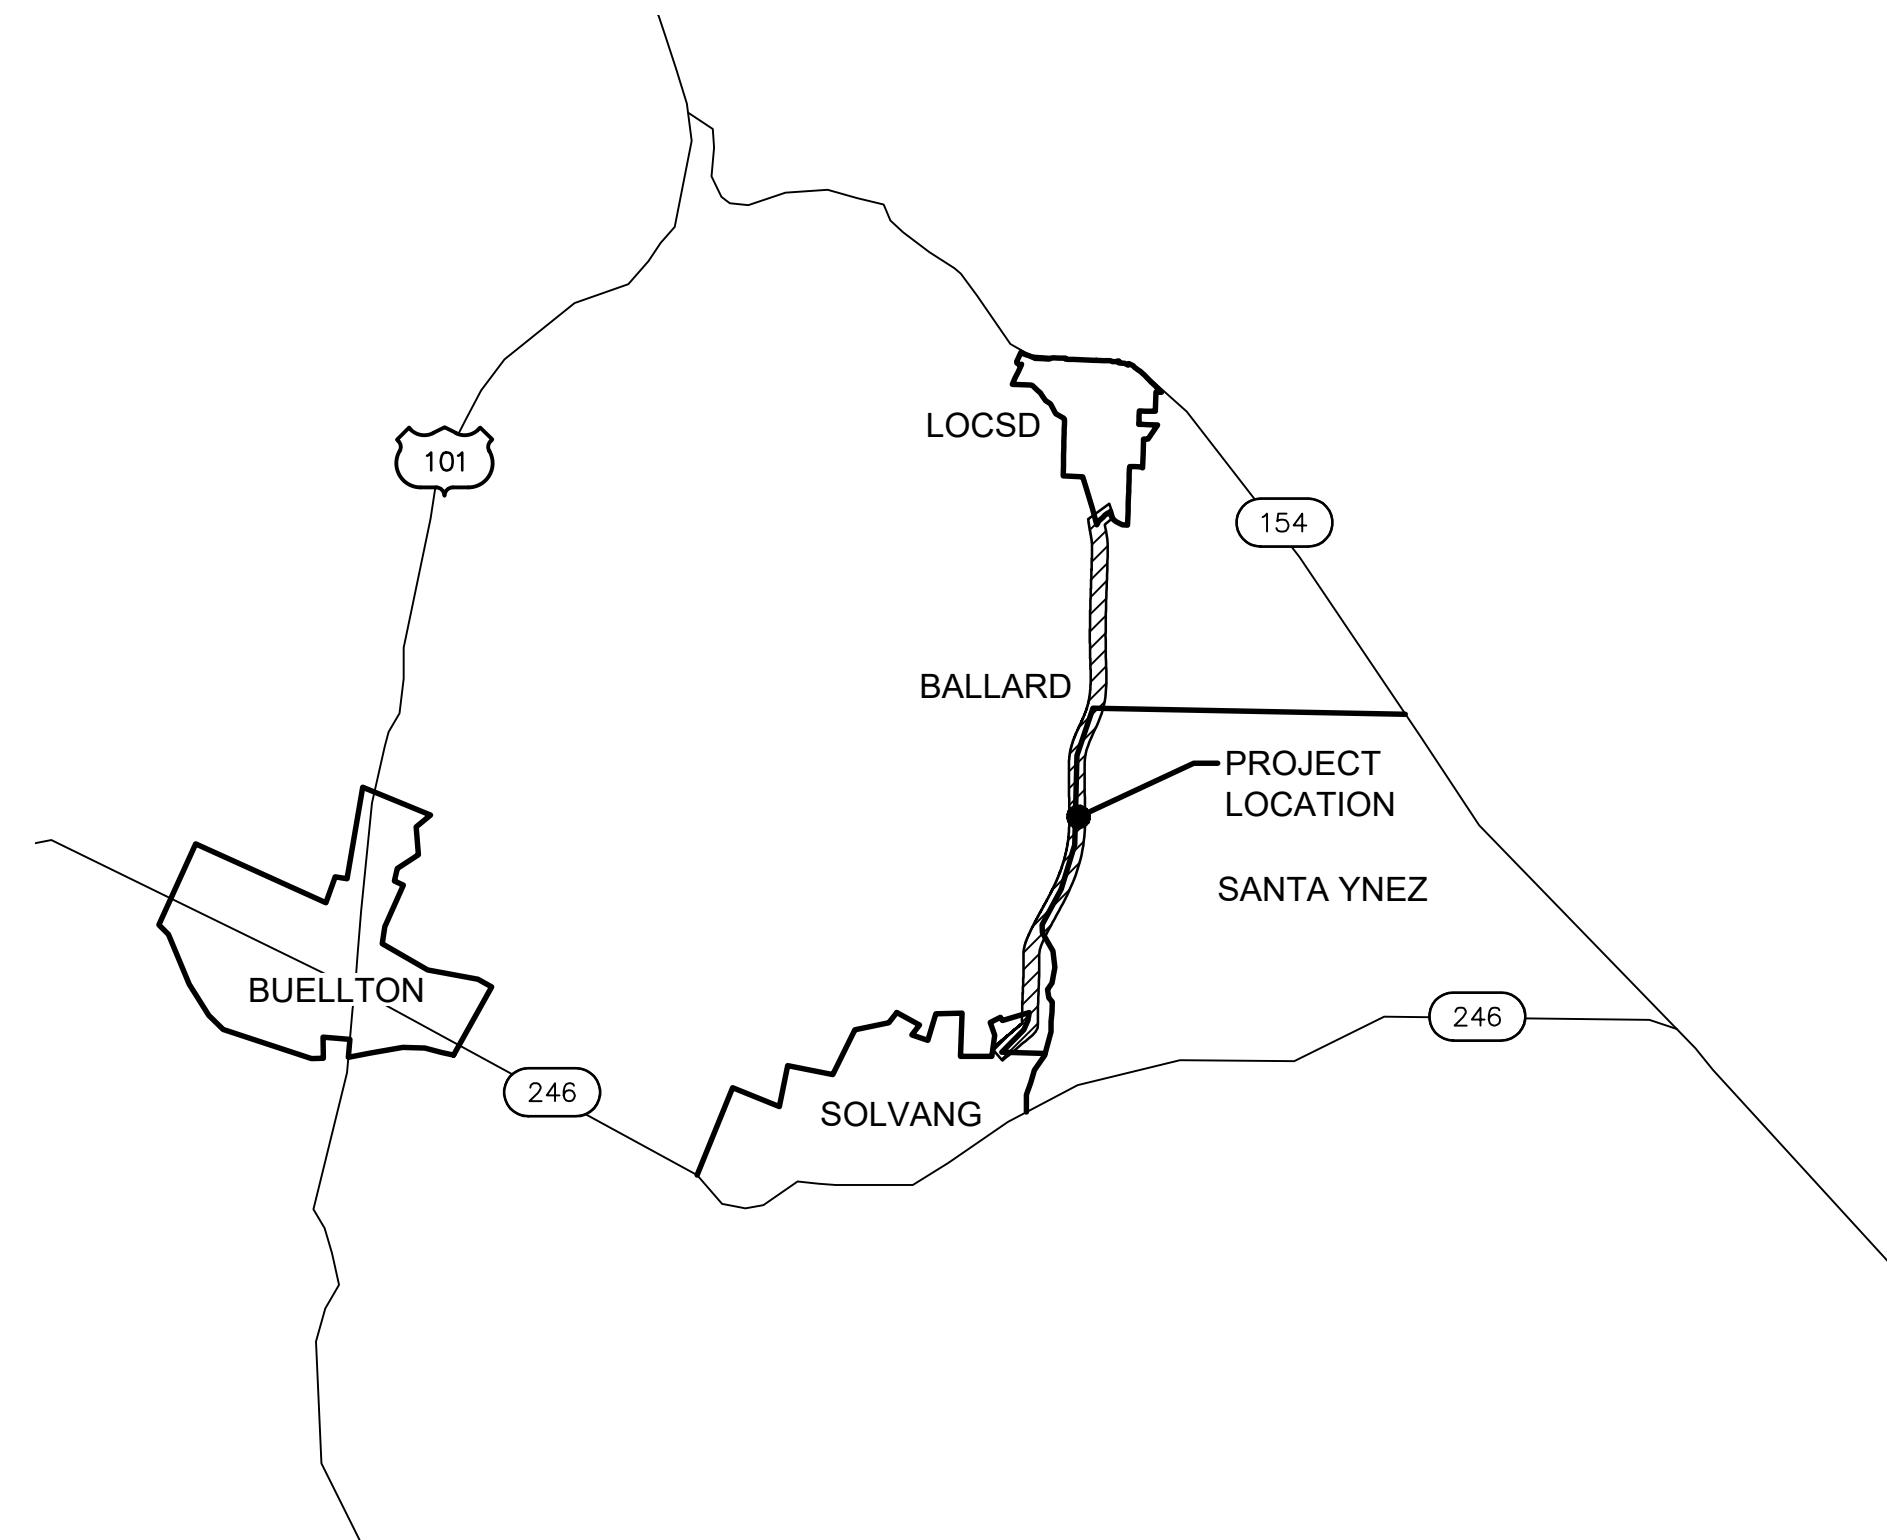 LOCSD
101
154
BALLARD
PROJECT
LOCATION
SANTA YNEZ
BUELLTON
246
246
SOLVANG